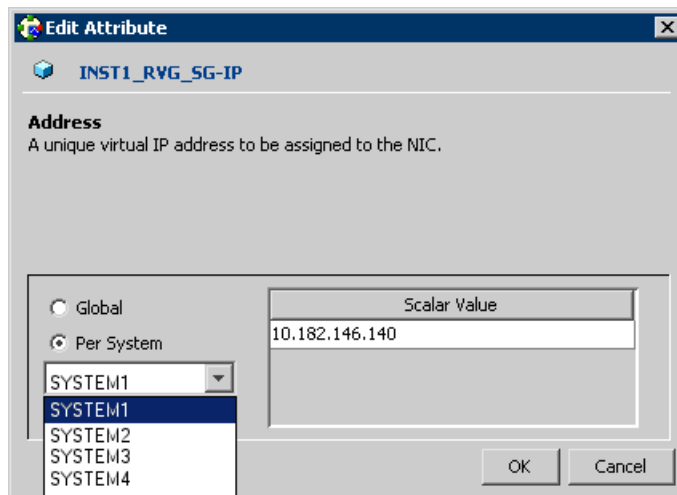 Edit Attribute
INST1_RVG_SG-IP
Address
A unique virtual IP address to be assigned to the NIC.
Global
Per System
SYSTEM1
SYSTEM1
SYSTEM2
SYSTEM3
SYSTEM4
Scalar Value
10.182.146.140
OK
Cancel